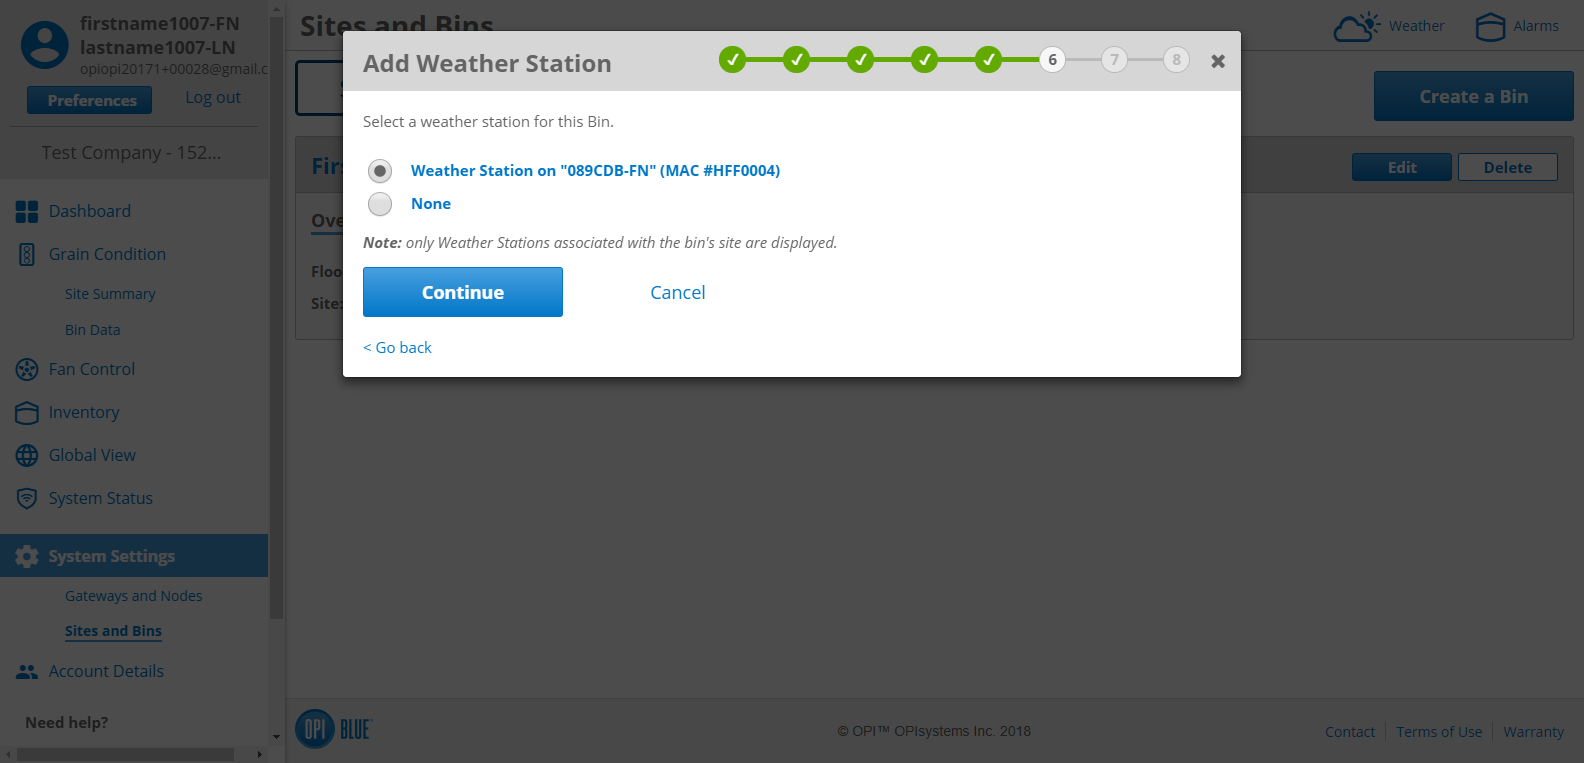 firstname1007-FN
lastname1007-LN
opiopi20171+00028@gmail.c
Preferences
Log out
Test Company - 152...
Dashboard
Grain Condition
Site Summary
Bin Data
Fan Control
Inventory
Global View
System Status
System Settings
Gateways and Nodes
Sites and Bins
Account Details
Need help?
Sites and Bins
Weather
Alarms
Create a Bin
Edit
Delete
Floo
Site:
Add Weather Station
6
7
8
Select a weather station for this Bin.
Weather Station on "089CDB-FN" (MAC #HFF0004)
None
Note: only Weather Stations associated with the bin's site are displayed.
Continue
Cancel
< Go back
OPI BLUE
© OPI™ OPIsystems Inc. 2018
Contact
Terms of Use
Warranty